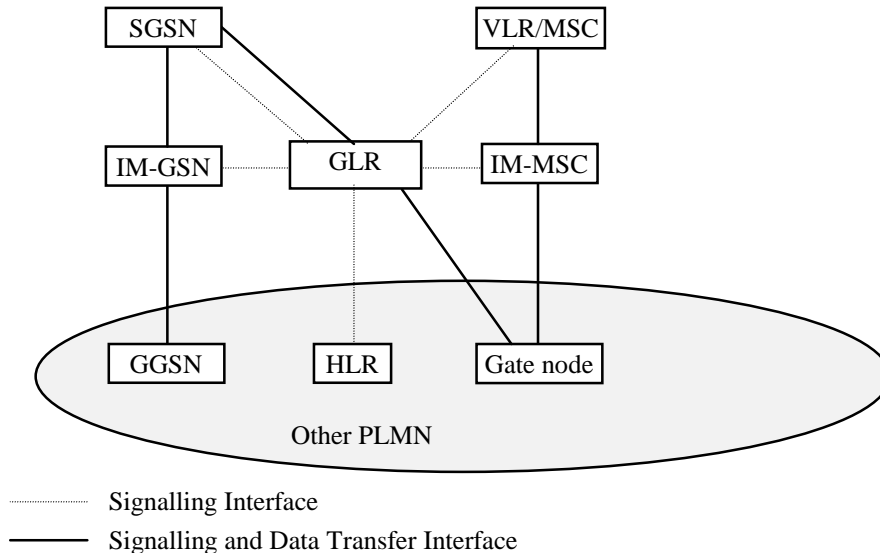 SGSN
VLR/MSC
IM-GSN
GLR
IM-MSC
GGSN
HLR
Gate node
Other PLMN
Signalling Interface
Signalling and Data Transfer Interface